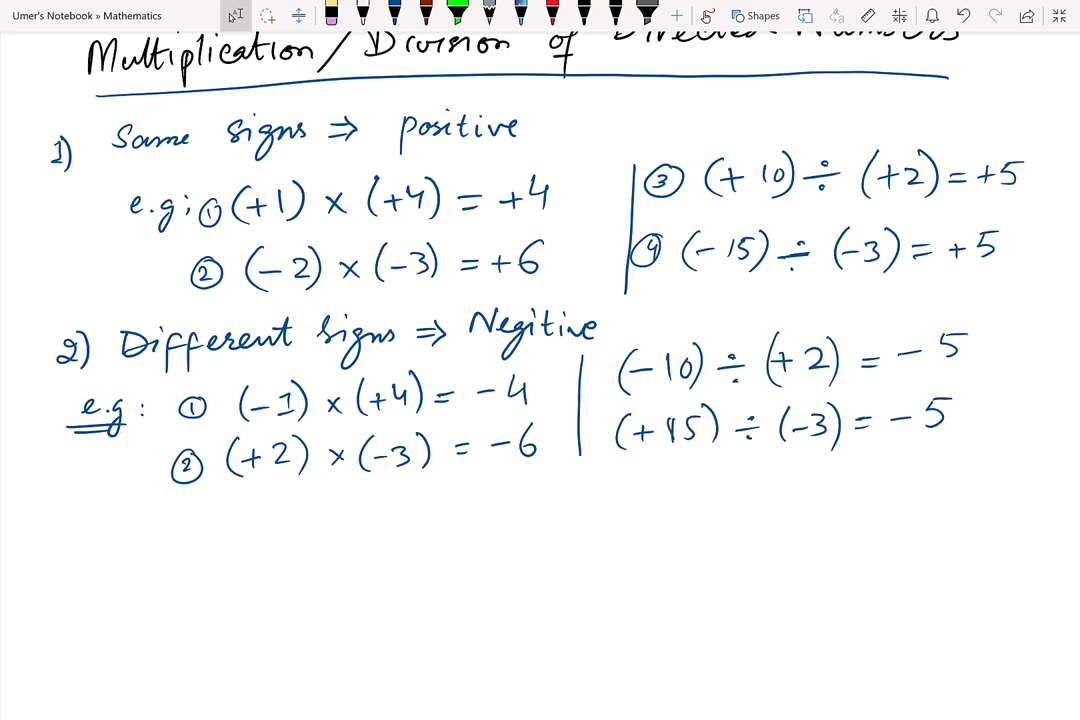 Umer's Notebook » Mathematics
Shapes
Multiplication/Division of Directed Numbers
1) Same signs ⇒ positive
e.g; ① (+1) × (+4) = +4
② (-2) × (-3) = +6
③ (+10) ÷ (+2) = +5
④ (-15) ÷ (-3) = +5
2) Different signs ⇒ Negitive
e.g : ① (-1) × (+4) = -4
② (+2) × (-3) = -6
(-10) ÷ (+2) = -5
(+15) ÷ (-3) = -5